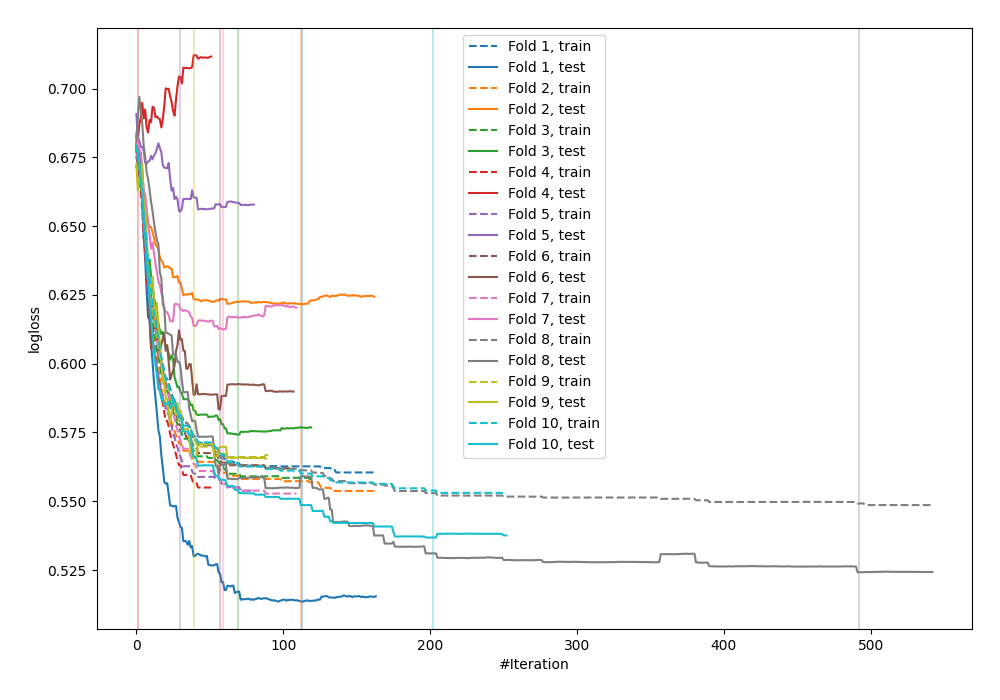 0.700
0.675
0.650
0.625
0.600
0.575
0.550
0.525
logloss
0
100
200
300
400
500
#Iteration
Fold 1, train
Fold 1, test
Fold 2, train
Fold 2, test
Fold 3, train
Fold 3, test
Fold 4, train
Fold 4, test
Fold 5, train
Fold 5, test
Fold 6, train
Fold 6, test
Fold 7, train
Fold 7, test
Fold 8, train
Fold 8, test
Fold 9, train
Fold 9, test
Fold 10, train
Fold 10, test